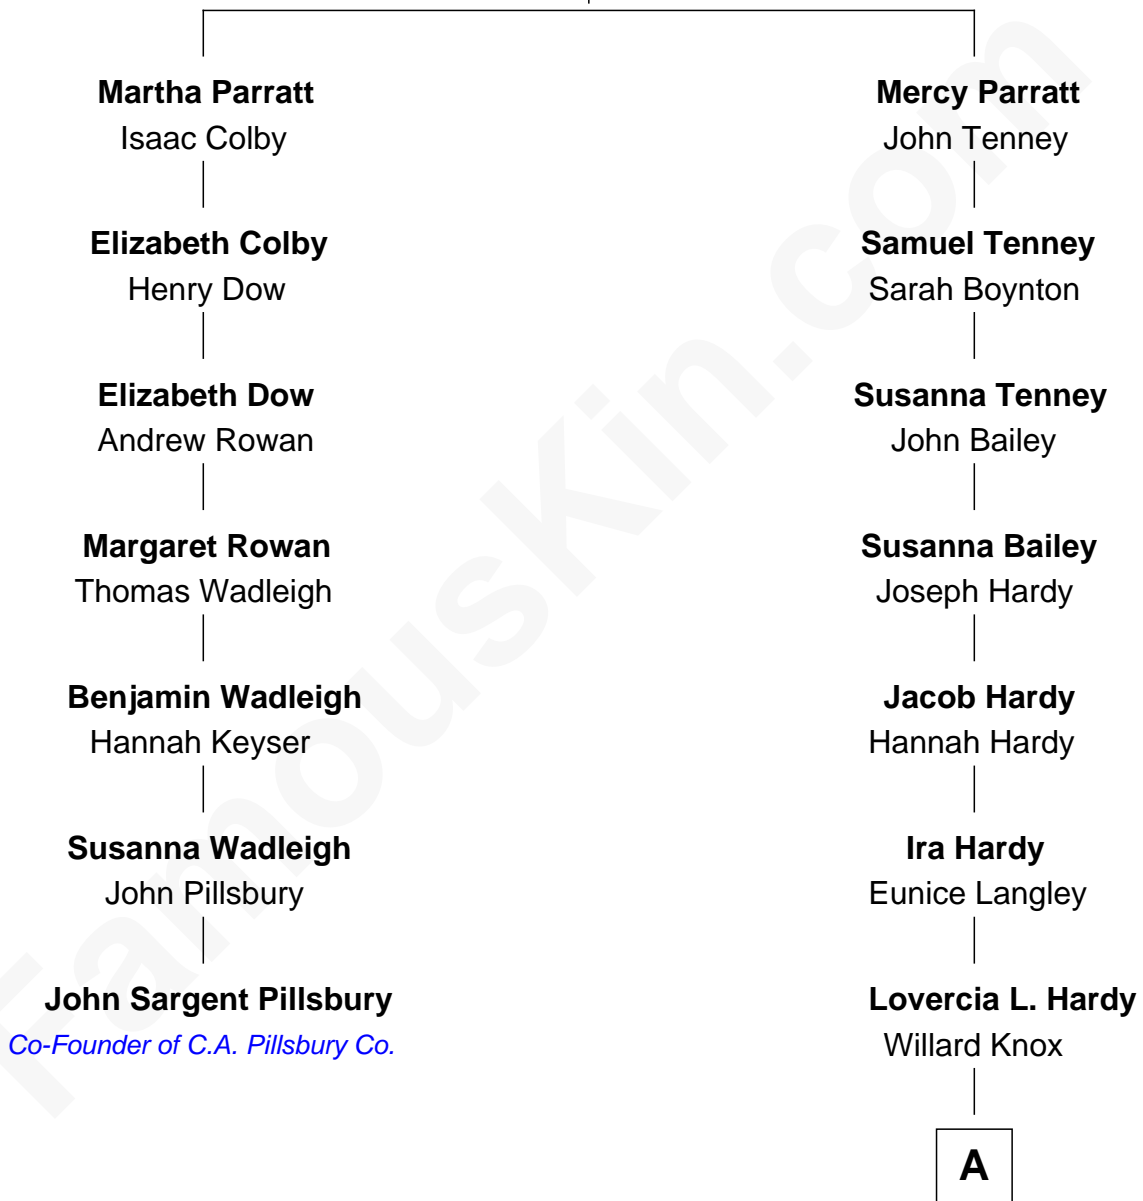 Martha Parratt
Isaac Colby
Elizabeth Colby
Henry Dow
Elizabeth Dow
Andrew Rowan
Margaret Rowan
Thomas Wadleigh
Benjamin Wadleigh
Hannah Keyser
Susanna Wadleigh
John Pillsbury
John Sargent Pillsbury
Co-Founder of C.A. Pillsbury Co.
Mercy Parratt
John Tenney
Samuel Tenney
Sarah Boynton
Susanna Tenney
John Bailey
Susanna Bailey
Joseph Hardy
Jacob Hardy
Hannah Hardy
Ira Hardy
Eunice Langley
Lovercia L. Hardy
Willard Knox
A
FamousKin.com